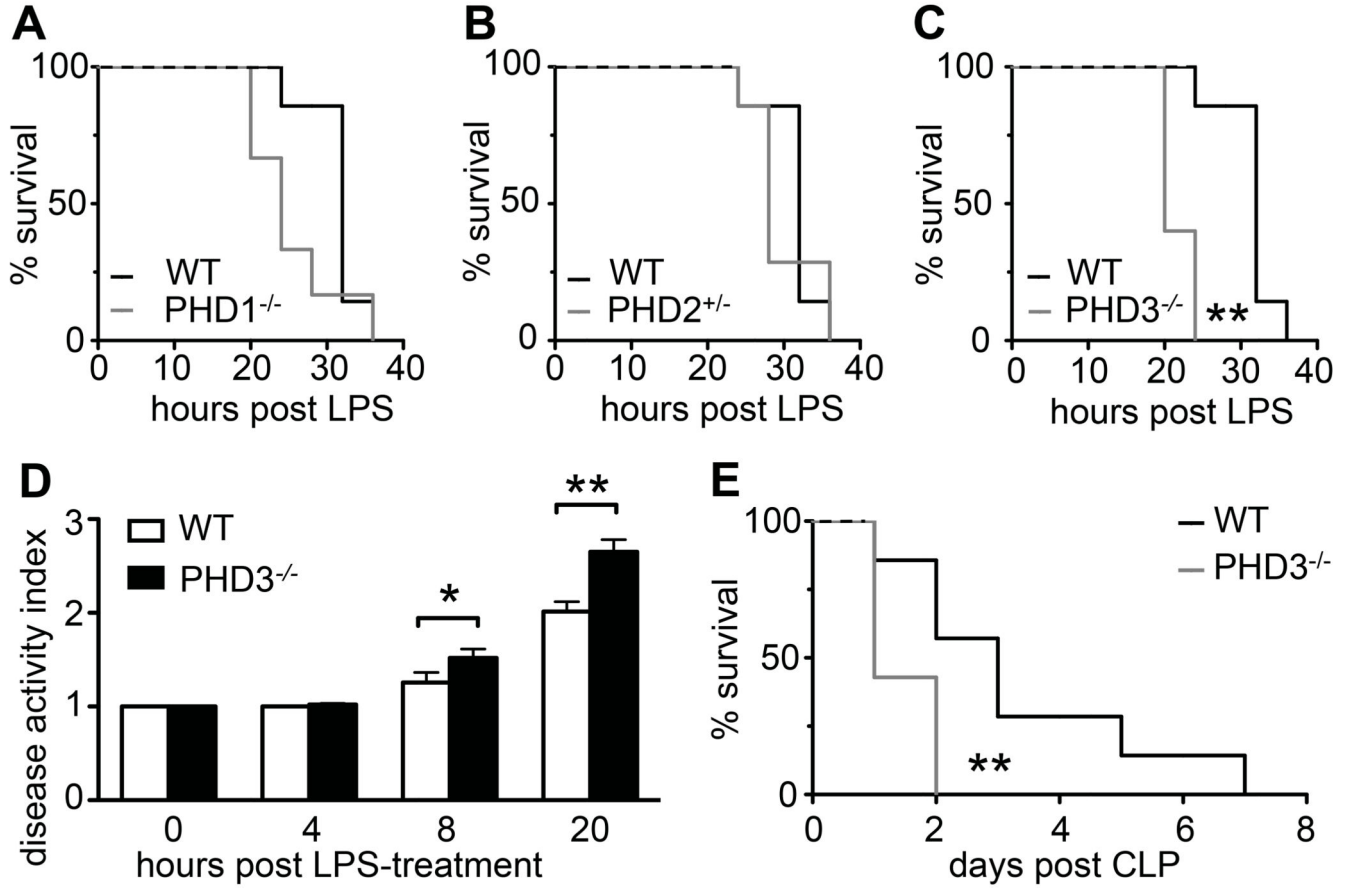 A
% survival
100
50
0
WT
PHD1-/-
0 10 20 30 40
hours post LPS
B
% survival
100
50
0
WT
PHD2+/-
0 10 20 30 40
hours post LPS
C
% survival
100
50
0
WT
PHD3-/-
**
0 10 20 30 40
hours post LPS
D
disease activity index
3
2
1
0
WT
PHD3-/-
*
**
0 4 8 20
hours post LPS-treatment
E
% survival
100
50
0
WT
PHD3-/-
**
0 2 4 6 8
days post CLP